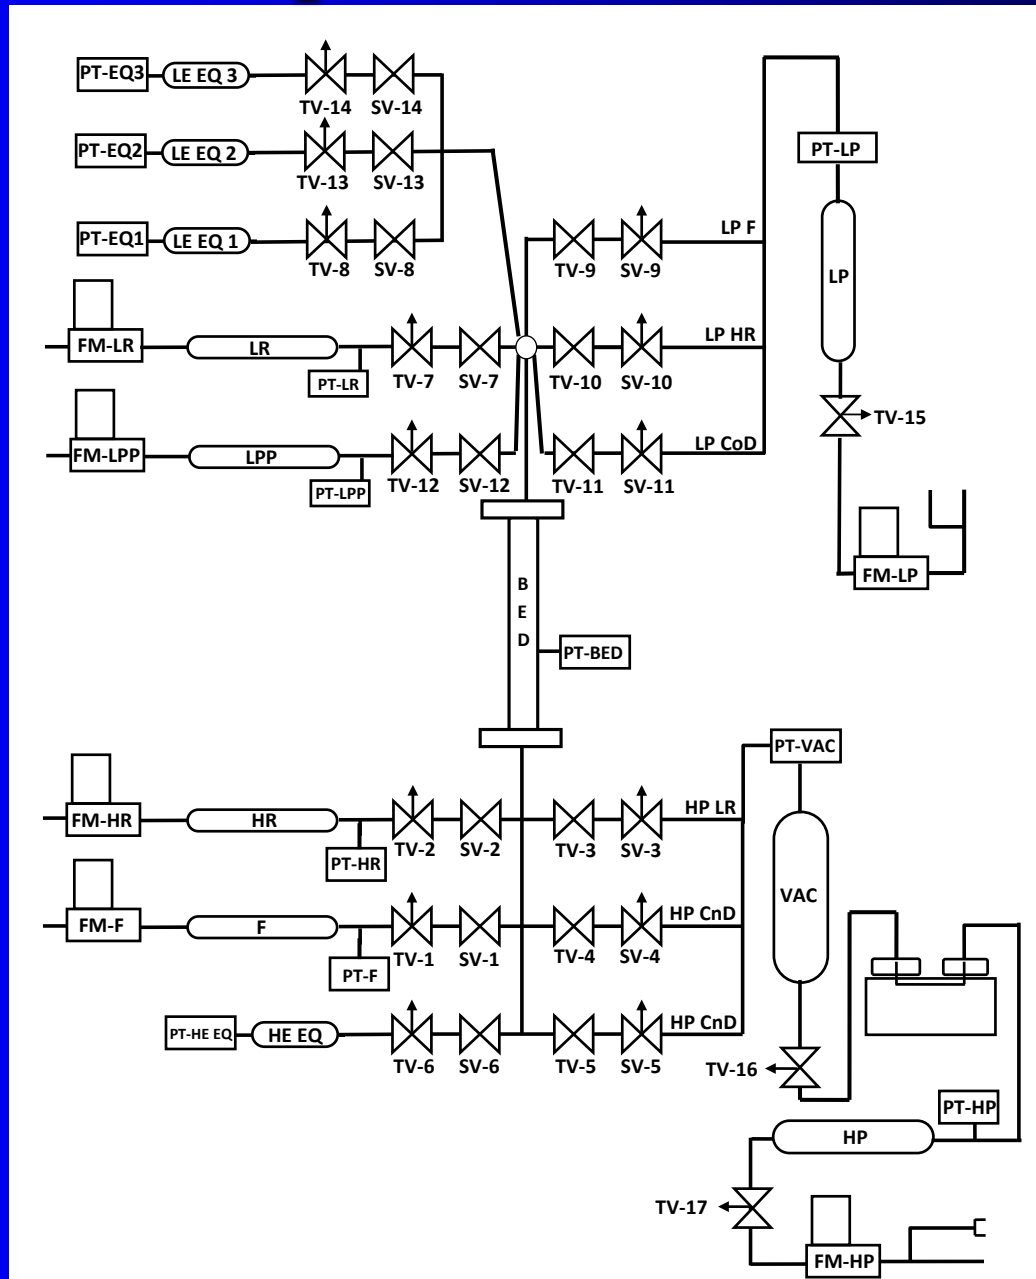 PT-EQ3
LE EQ 3
TV-14
SV-14
PT-EQ2
LE EQ 2
TV-13
SV-13
PT-EQ1
LE EQ 1
TV-8
SV-8
FM-LR
LR
PT-LR
TV-7
SV-7
FM-LPP
LPP
PT-LPP
TV-12
SV-12
LP F
TV-9
SV-9
LP HR
TV-10
SV-10
LP CoD
TV-11
SV-11
PT-LP
LP
TV-15
FM-LP
B
E
D
PT-BED
FM-HR
HR
PT-HR
TV-2
SV-2
TV-3
SV-3
HP LR
FM-F
F
PT-F
TV-1
SV-1
TV-4
SV-4
HP CnD
PT-HE EQ
HE EQ
TV-6
SV-6
TV-5
SV-5
HP CnD
PT-VAC
VAC
TV-16
PT-HP
HP
TV-17
FM-HP